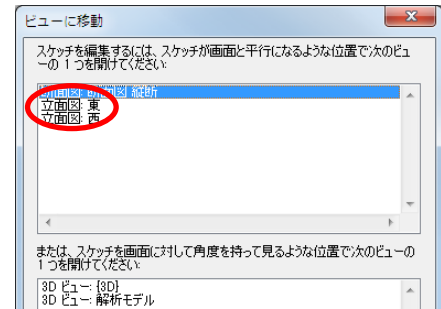 ビューに移動
スケッチを編集するには、スケッチが画面と平行になるような位置で次のビュ
ーの 1 つを開けてください:
断面図: 断面図 縦断
立面図: 東
立面図: 西
または、スケッチを画面に対して角度を持って見るような位置で次のビューの
1 つを開けてください:
3D ビュー: {3D}
3D ビュー: 解析モデル